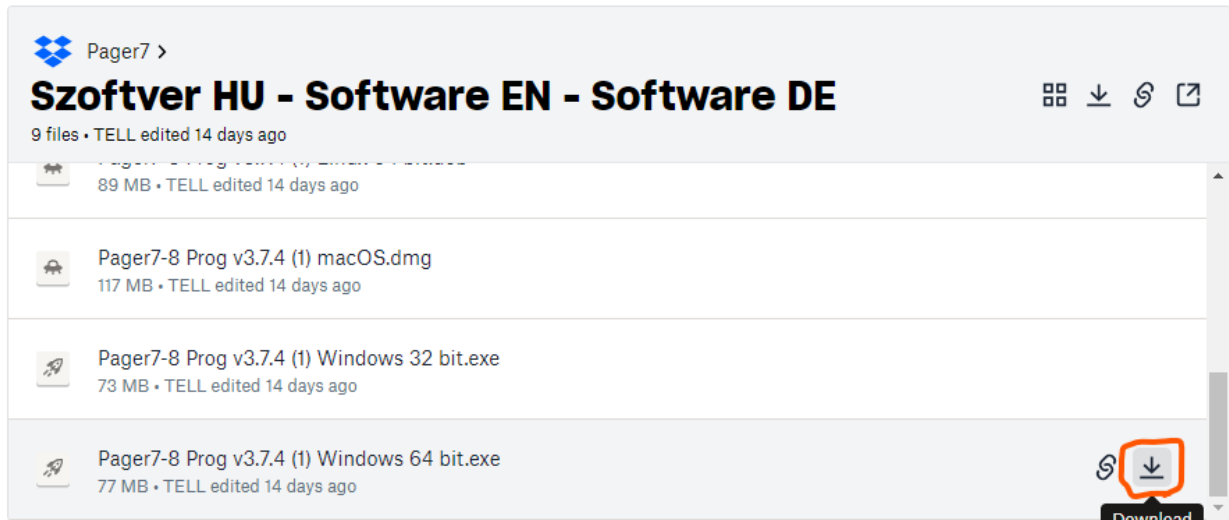 Pager7 >
Szoftver HU - Software EN - Software DE
9 files • TELL edited 14 days ago
89 MB • TELL edited 14 days ago
Pager7-8 Prog v3.7.4 (1) macOS.dmg
117 MB • TELL edited 14 days ago
Pager7-8 Prog v3.7.4 (1) Windows 32 bit.exe
73 MB • TELL edited 14 days ago
Pager7-8 Prog v3.7.4 (1) Windows 64 bit.exe
77 MB • TELL edited 14 days ago
Download